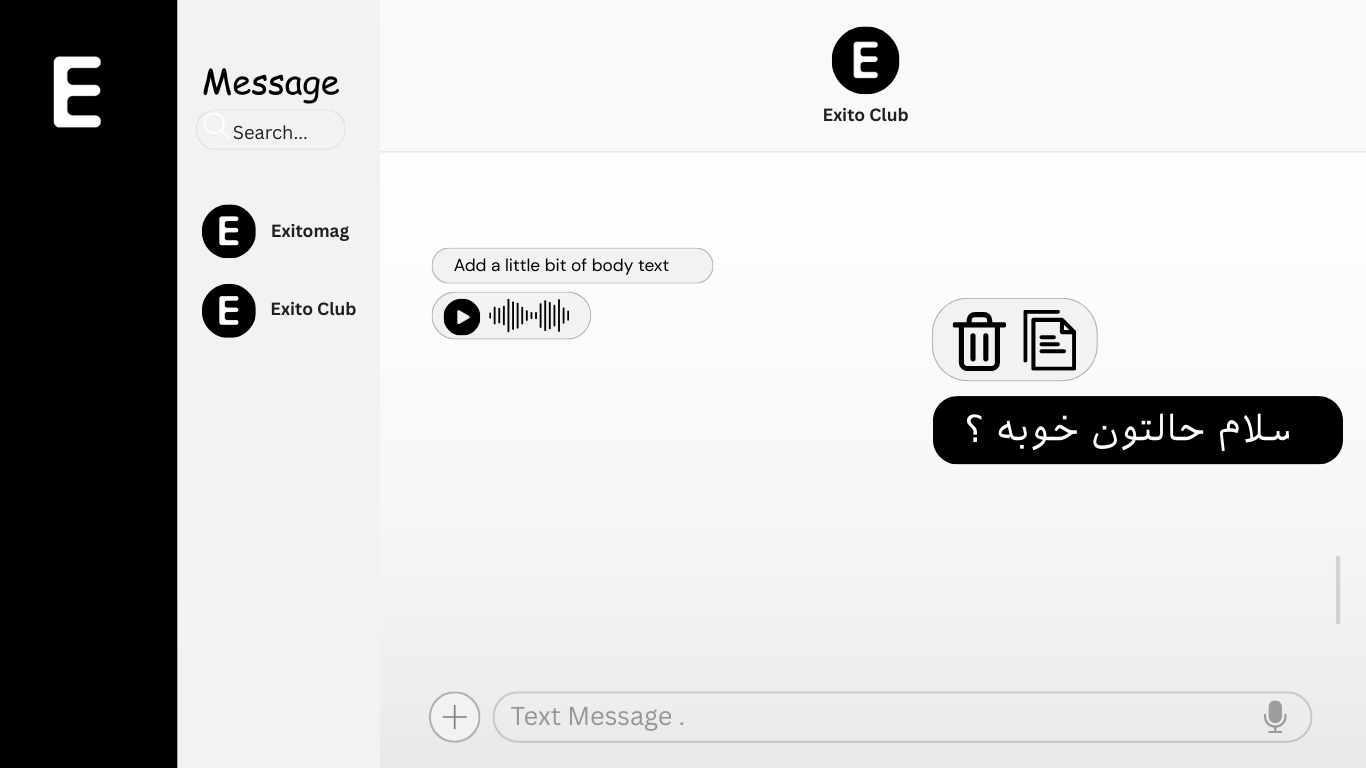 E
Message
Search...
E Exitomag
E Exito Club
E
Exito Club
Add a little bit of body text
سلام حالتون خوبه ؟
Text Message .